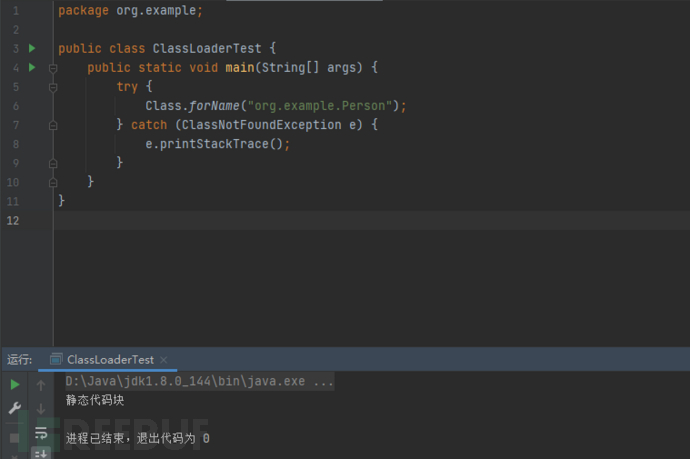 1 package org.example;
2
3 public class ClassLoaderTest {
4     public static void main(String[] args) {
5         try {
6             Class.forName("org.example.Person");
7         } catch (ClassNotFoundException e) {
8             e.printStackTrace();
9         }
10     }
11 }
12
运行: ClassLoaderTest ×
D:\Java\jdk1.8.0_144\bin\java.exe ...
静态代码块
REEBUF
进程已结束，退出代码为 0